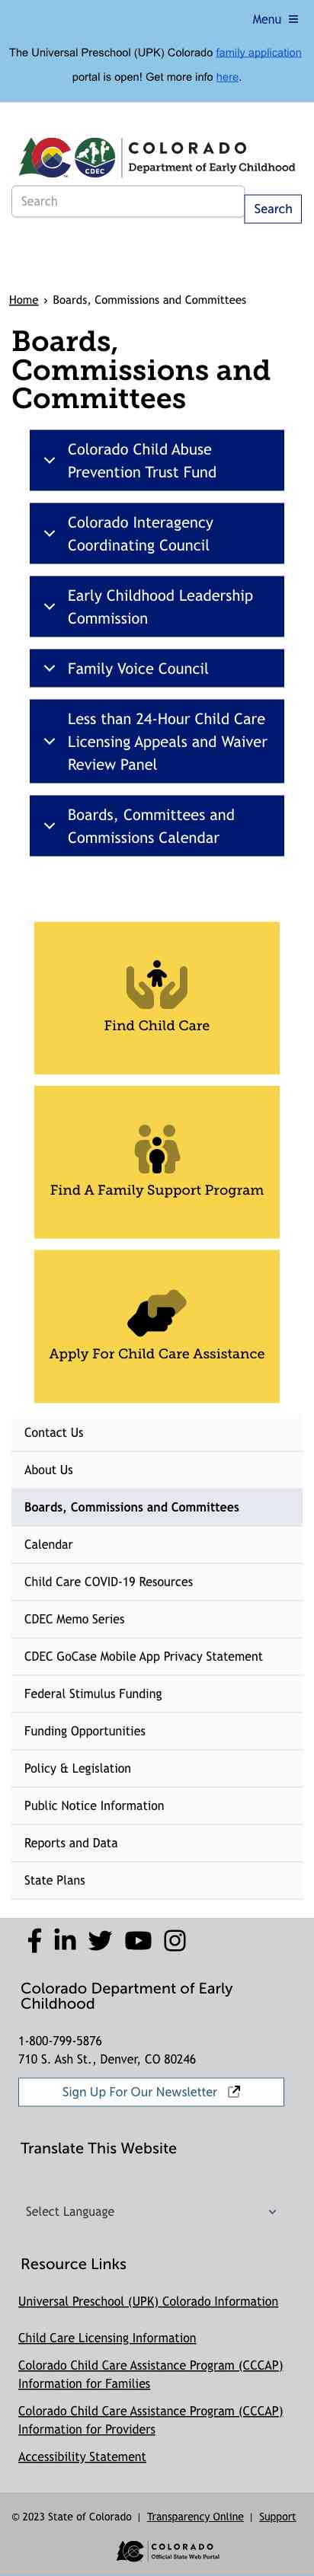 Menu
The Universal Preschool (UPK) Colorado family application
portal is open! Get more info here.
CDEC
COLORADO
Department of Early Childhood
Search
Search
Home > Boards, Commissions and Committees
Boards,
Commissions and
Committees
Colorado Child Abuse
Prevention Trust Fund
Colorado Interagency
Coordinating Council
Early Childhood Leadership
Commission
Family Voice Council
Less than 24-Hour Child Care
Licensing Appeals and Waiver
Review Panel
Boards, Committees and
Commissions Calendar
Find Child Care
Find A Family Support Program
Apply For Child Care Assistance
Contact Us
About Us
Boards, Commissions and Committees
Calendar
Child Care COVID-19 Resources
CDEC Memo Series
CDEC GoCase Mobile App Privacy Statement
Federal Stimulus Funding
Funding Opportunities
Policy & Legislation
Public Notice Information
Reports and Data
State Plans
Colorado Department of Early
Childhood
1-800-799-5876
710 S. Ash St., Denver, CO 80246
Sign Up For Our Newsletter
Translate This Website
Select Language
Resource Links
Universal Preschool (UPK) Colorado Information
Child Care Licensing Information
Colorado Child Care Assistance Program (CCCAP)
Information for Families
Colorado Child Care Assistance Program (CCCAP)
Information for Providers
Accessibility Statement
© 2023 State of Colorado | Transparency Online | Support
COLORADO
Official State Web Portal